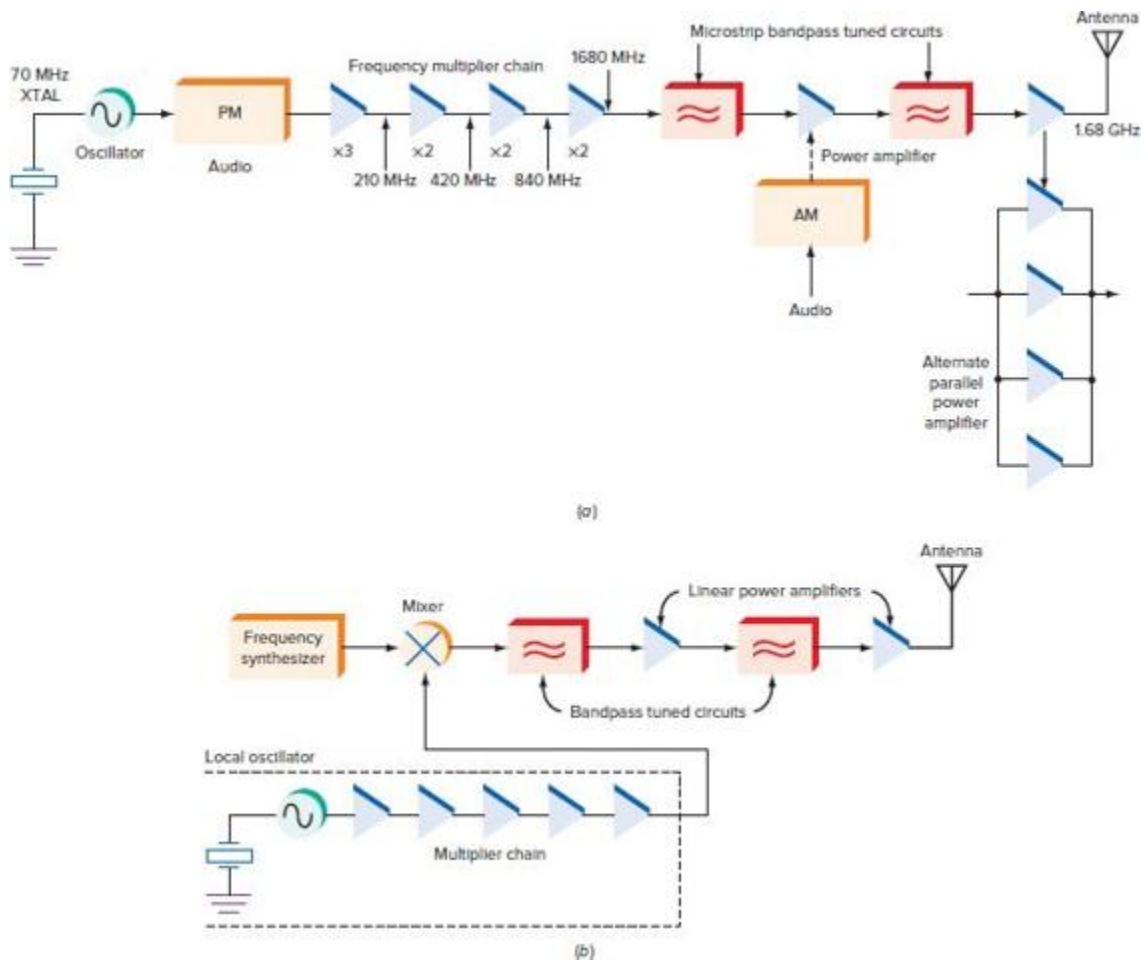 Antenna
Microstrip bandpass tuned circuits
1680 MHz
Frequency multiplier chain
70 MHz
XTAL
PM
Oscillator
Audio
×3
×2
×2
×2
210 MHz
420 MHz
840 MHz
Power amplifier
1.68 GHz
AM
Audio
Alternate
parallel
power
amplifier
(a)
Antenna
Linear power amplifiers
Mixer
Frequency
synthesizer
Bandpass tuned circuits
Local oscillator
Multiplier chain
(b)